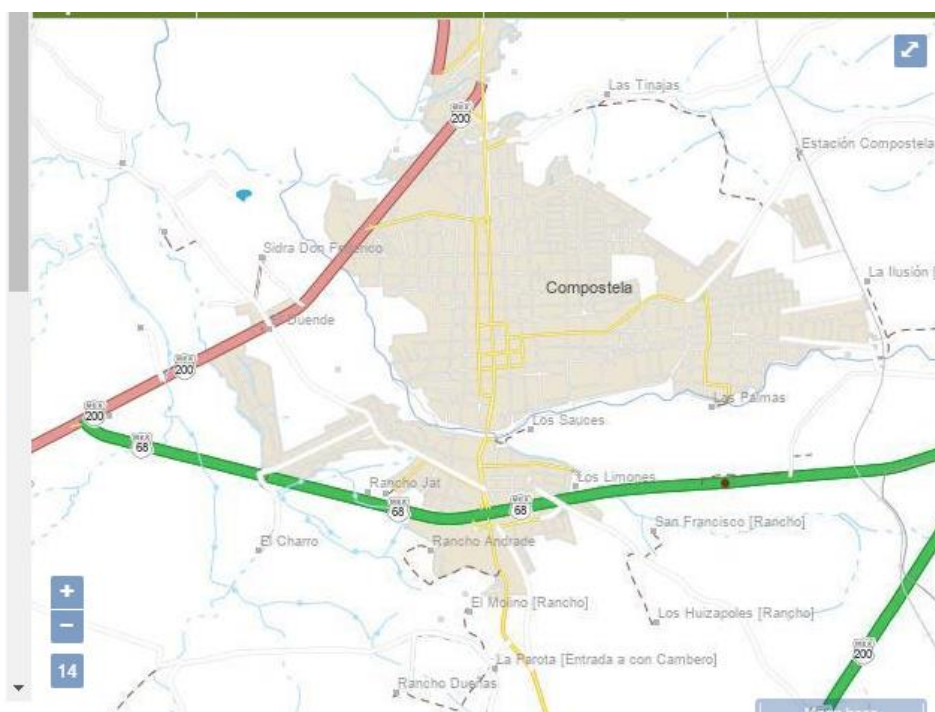 MEX
200
Las Tinajas
Estación Compostela
Sidra Don Federico
La Ilusión [
Compostela
El Duende
MEX
200
Las Palmas
MEX
200
Los Sauces
MEX
68
Rancho Jat
Los Limones
MEX
68
MEX
68
San Francisco [Rancho]
El Charro
Rancho Andrade
El Molino [Rancho]
Los Huizapoles [Rancho]
MEX
200
La Parota [Entrada a con Cambero]
Rancho Dueñas
+
−
14